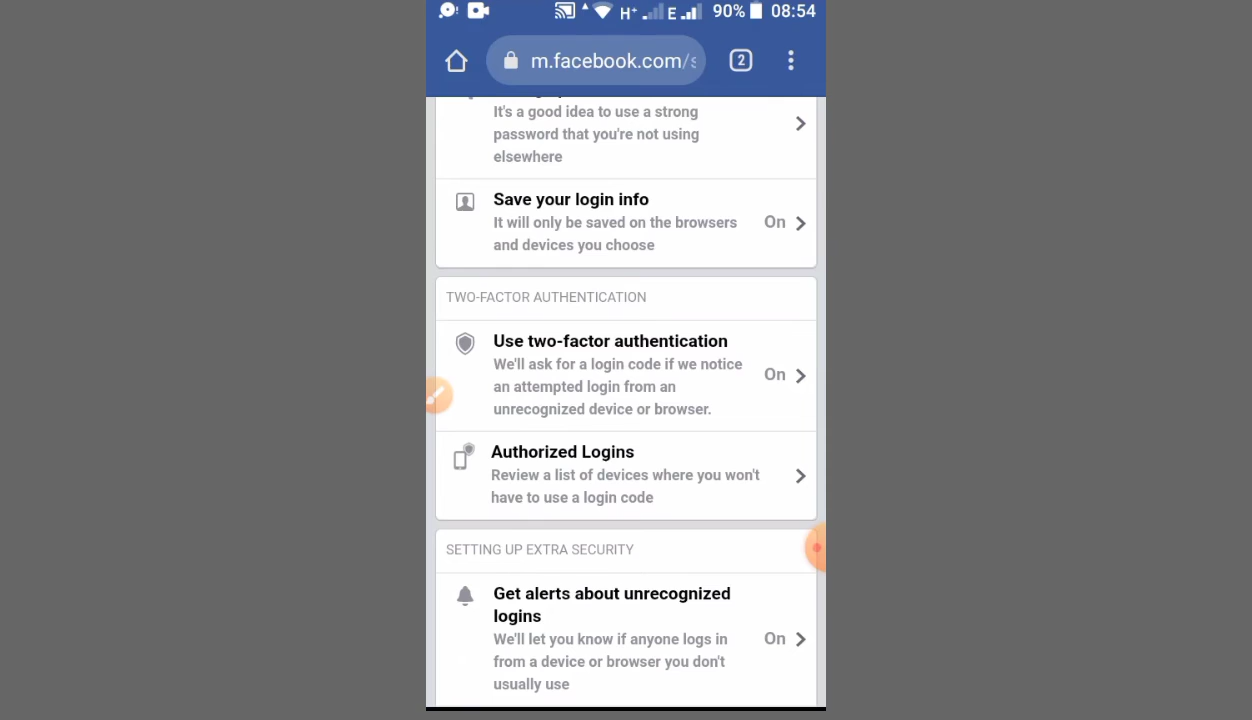 H+ E 90% 08:54
m.facebook.com/s 2
It's a good idea to use a strong
password that you're not using
elsewhere
Save your login info
It will only be saved on the browsers
and devices you choose
On
TWO-FACTOR AUTHENTICATION
Use two-factor authentication
We'll ask for a login code if we notice
an attempted login from an
unrecognized device or browser.
On
Authorized Logins
Review a list of devices where you won't
have to use a login code
SETTING UP EXTRA SECURITY
Get alerts about unrecognized
logins
We'll let you know if anyone logs in
from a device or browser you don't
usually use
On